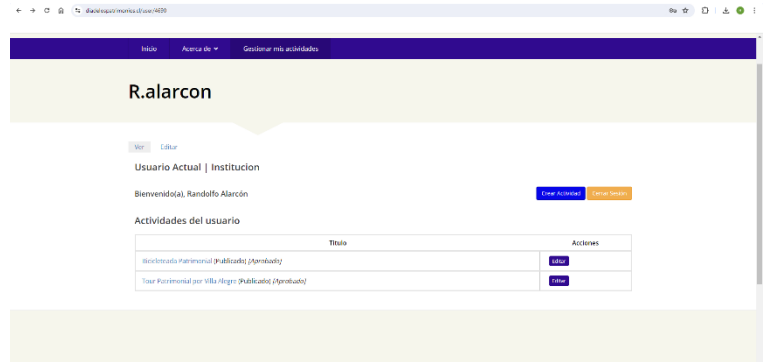 diadelospatrimonios.cl/user/4690
Inicio Acerca de Gestionar mis actividades
R.alarcon
Ver Editar
Usuario Actual | Institucion
Bienvenido(a), Randolfo Alarcón
Crear Actividad Cerrar Sesión
Actividades del usuario
Título Acciones
Bicicleteada Patrimonial (Publicado) [Aprobado] Editar
Tour Patrimonial por Villa Alegre (Publicado) [Aprobado] Editar